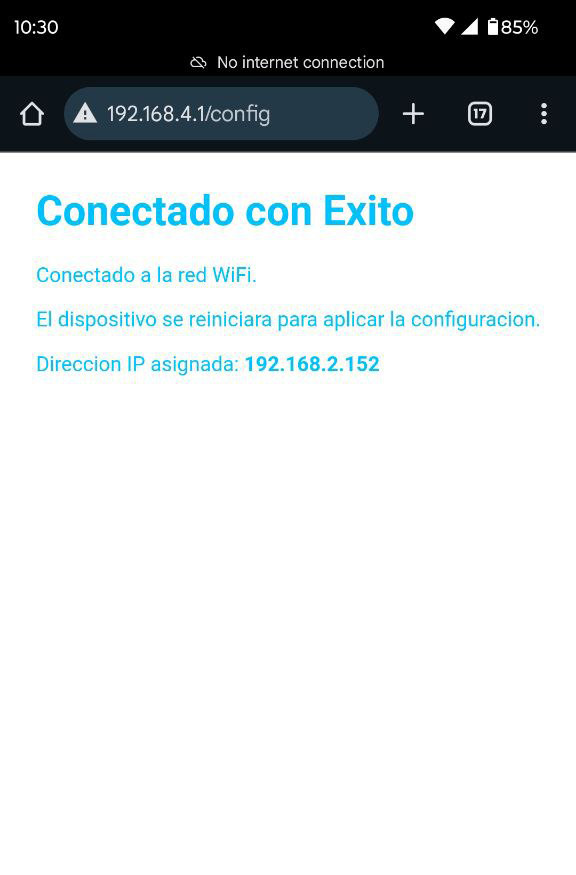 10:30
85%
No internet connection
192.168.4.1/config
17
Conectado con Exito
Conectado a la red WiFi.
El dispositivo se reiniciara para aplicar la configuracion.
Direccion IP asignada: 192.168.2.152